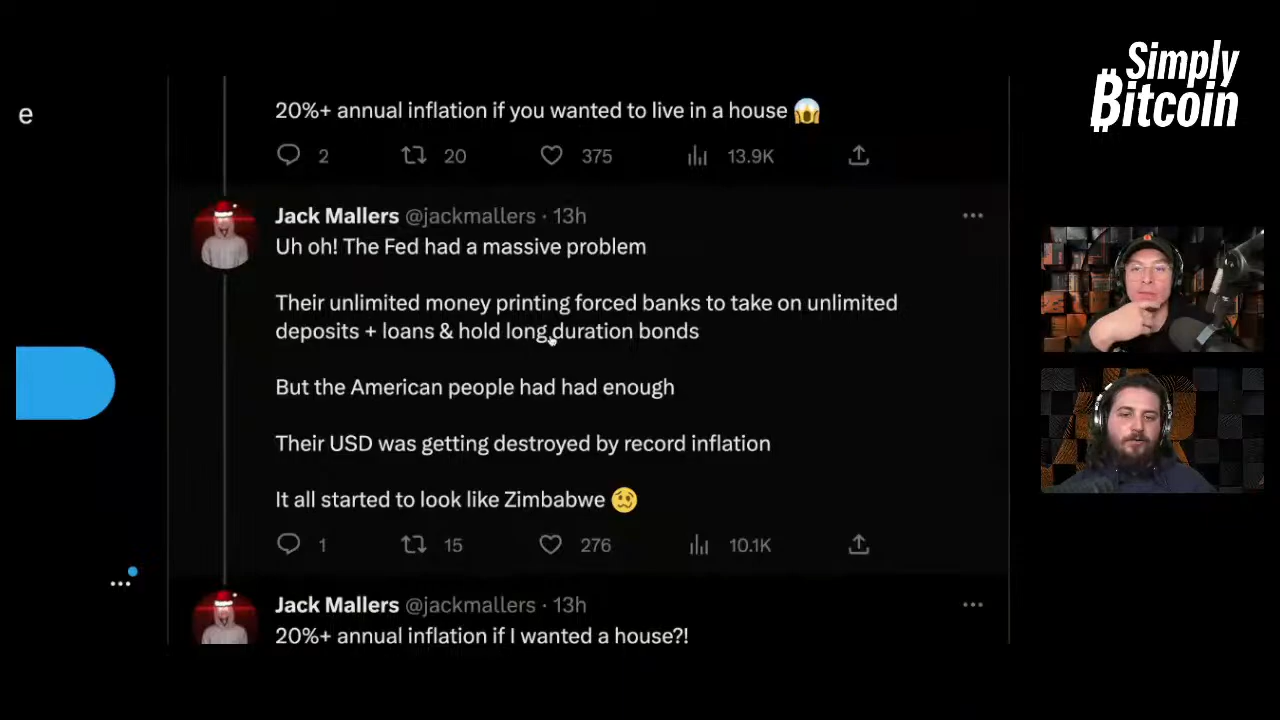 Simply
Bitcoin
e
20%+ annual inflation if you wanted to live in a house 😱
2 20 375 13.9K
Jack Mallers @jackmallers · 13h
Uh oh! The Fed had a massive problem
Their unlimited money printing forced banks to take on unlimited
deposits + loans & hold long duration bonds
But the American people had had enough
Their USD was getting destroyed by record inflation
It all started to look like Zimbabwe 🥴
1 15 276 10.1K
Jack Mallers @jackmallers · 13h
20%+ annual inflation if I wanted a house?!